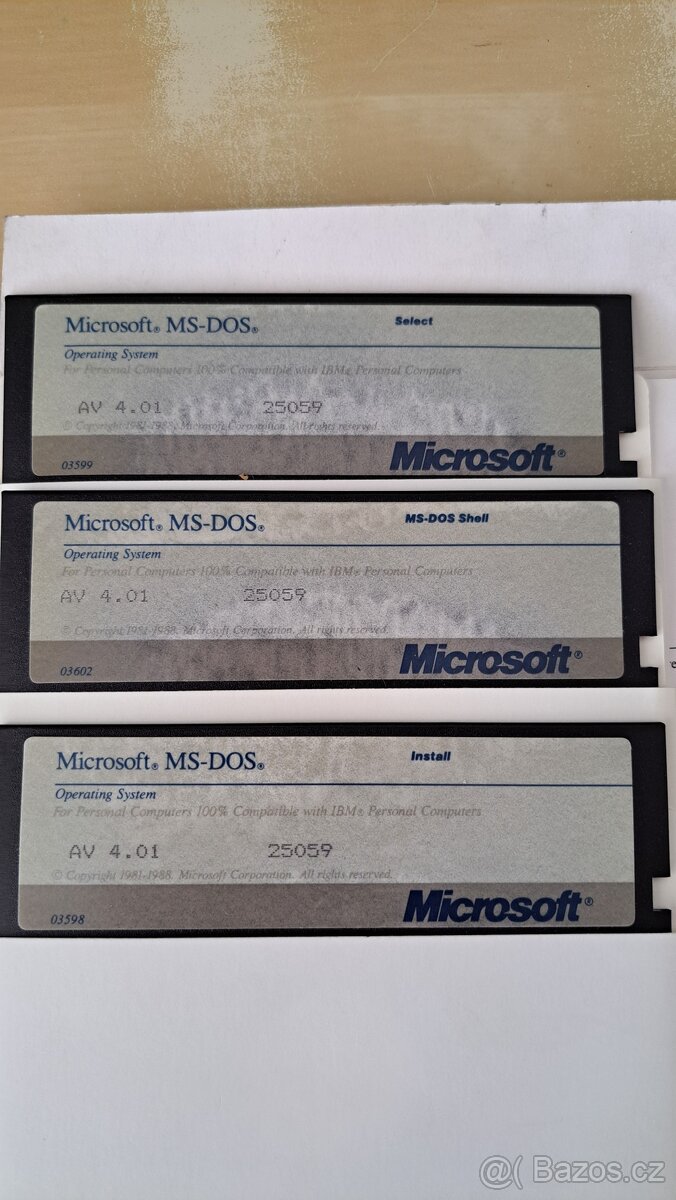 Microsoft® MS-DOS® Select
Operating System
For Personal Computers 100% Compatible with IBM® Personal Computers
AV 4.01 25059
© Copyright 1981-1988. Microsoft Corporation. All rights reserved.
03599 Microsoft®
Microsoft® MS-DOS® MS-DOS Shell
Operating System
For Personal Computers 100% Compatible with IBM® Personal Computers
AV 4.01 25059
© Copyright 1981-1988. Microsoft Corporation. All rights reserved.
03602 Microsoft®
Microsoft® MS-DOS® Install
Operating System
For Personal Computers 100% Compatible with IBM® Personal Computers
AV 4.01 25059
© Copyright 1981-1988. Microsoft Corporation. All rights reserved.
03598 Microsoft®
@( Bazos.cz